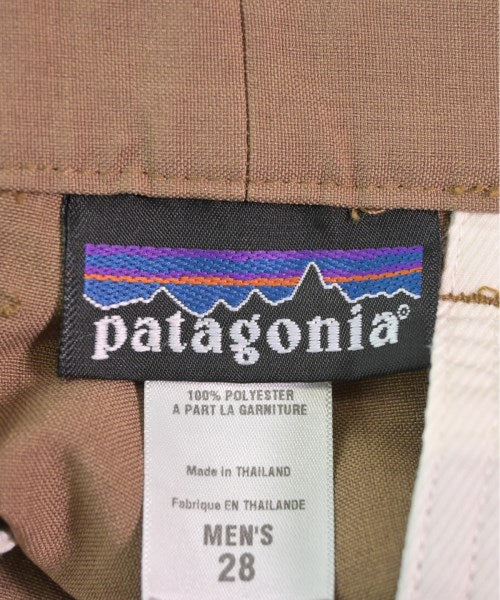 patagonia®
100% POLYESTER
A PART LA GARNITURE
Made in THAILAND
Fabrique EN THAILANDE
MEN'S
28